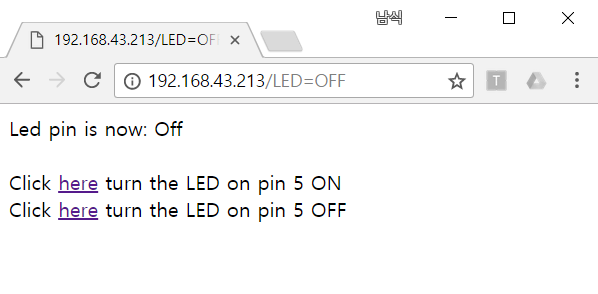 남식
192.168.43.213/LED=OF
192.168.43.213/LED=OFF
T
Led pin is now: Off
Click here turn the LED on pin 5 ON
Click here turn the LED on pin 5 OFF